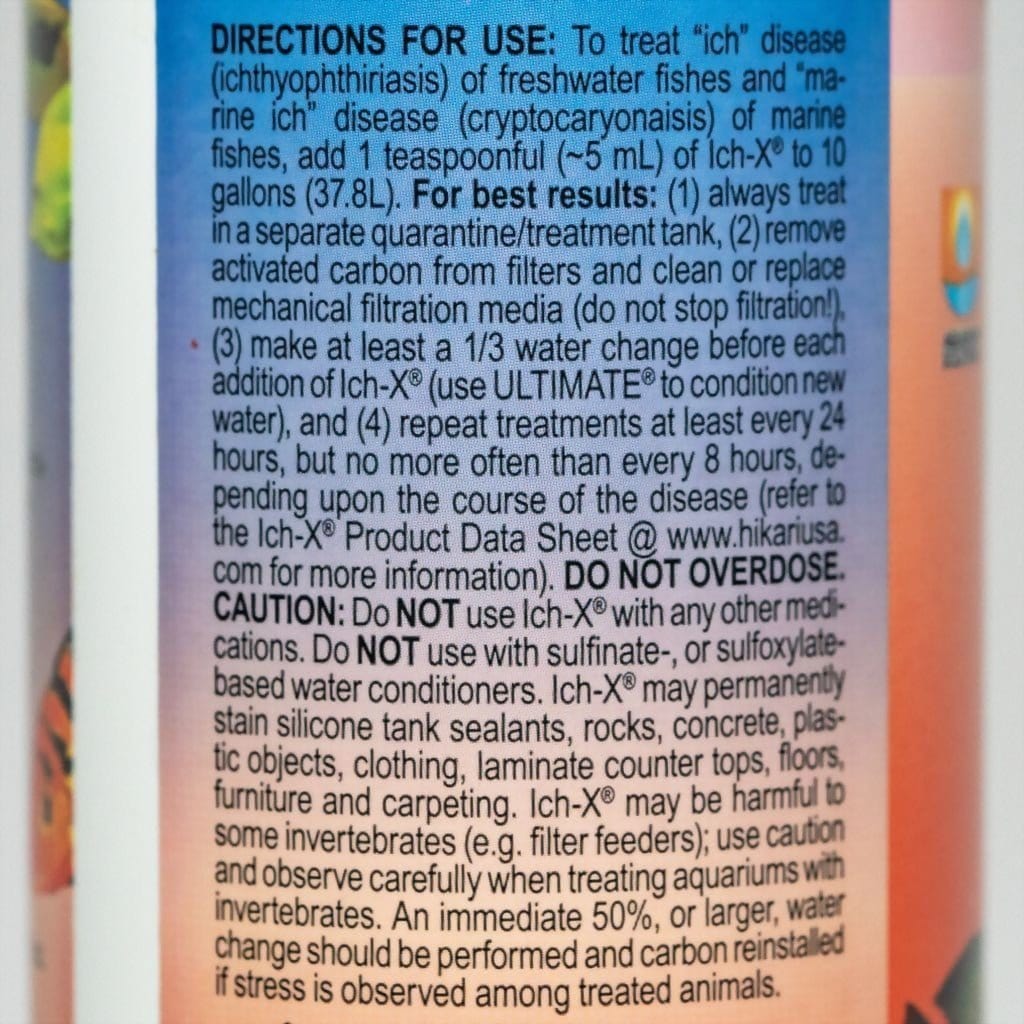 DIRECTIONS FOR USE: To treat "ich" disease
(ichthyophthiriasis) of freshwater fishes and "ma-
rine ich" disease (cryptocaryonaisis) of marine
fishes, add 1 teaspoonful (~5 mL) of Ich-X® to 10
gallons (37.8L). For best results: (1) always treat
in a separate quarantine/treatment tank, (2) remove
activated carbon from filters and clean or replace
mechanical filtration media (do not stop filtration!),
(3) make at least a 1/3 water change before each
addition of Ich-X® (use ULTIMATE® to condition new
water), and (4) repeat treatments at least every 24
hours, but no more often than every 8 hours, de-
pending upon the course of the disease (refer to
the Ich-X® Product Data Sheet @ www.hikariusa.
com for more information). DO NOT OVERDOSE.
CAUTION: Do NOT use Ich-X® with any other medi-
cations. Do NOT use with sulfinate-, or sulfoxylate-
based water conditioners. Ich-X® may permanently
stain silicone tank sealants, rocks, concrete, plas-
tic objects, clothing, laminate counter tops, floors,
furniture and carpeting. Ich-X® may be harmful to
some invertebrates (e.g. filter feeders); use caution
and observe carefully when treating aquariums with
invertebrates. An immediate 50%, or larger, water
change should be performed and carbon reinstalled
if stress is observed among treated animals.